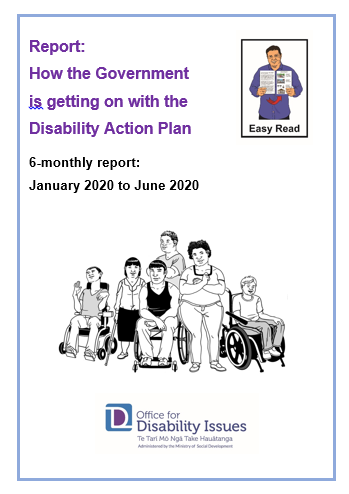 Report:
How the Government
is getting on with the
Disability Action Plan
Easy Read
6-monthly report:
January 2020 to June 2020
Office for
Disability Issues
Te Tari Mō Ngā Take Hauātanga
Administered by the Ministry of Social Development